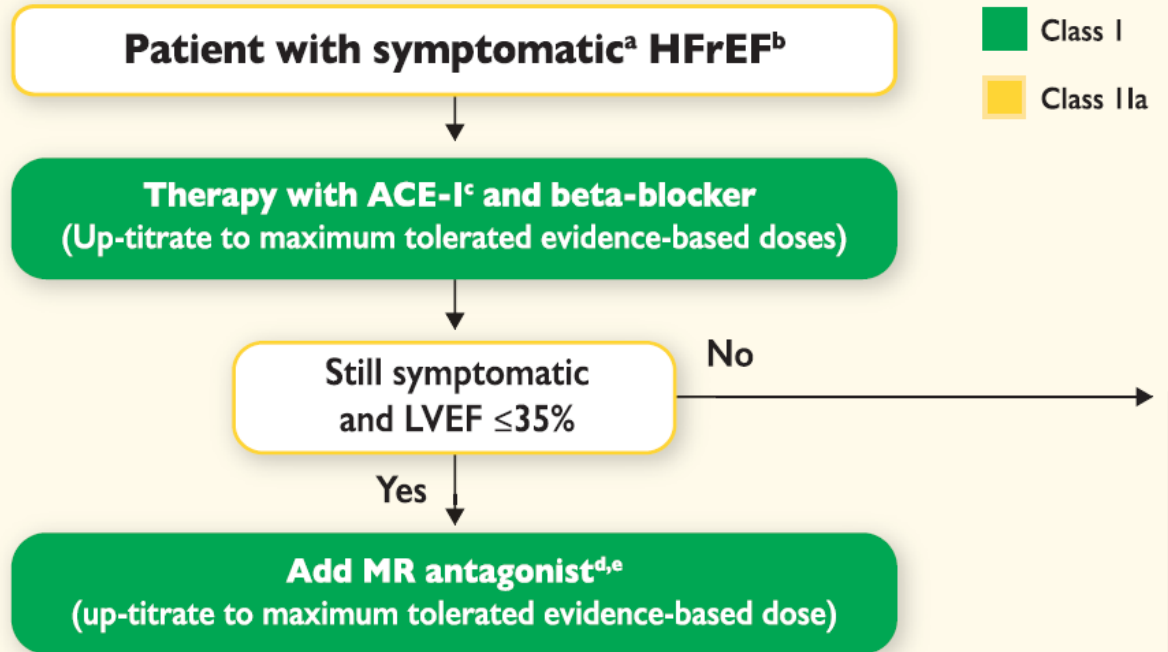 Patient with symptomaticᵃ HFrEFᵇ
Class I
Class IIa
Therapy with ACE-Iᶜ and beta-blocker
(Up-titrate to maximum tolerated evidence-based doses)
Still symptomatic
and LVEF ≤35%
No
Yes
Add MR antagonistᵈ,ᵉ
(up-titrate to maximum tolerated evidence-based dose)